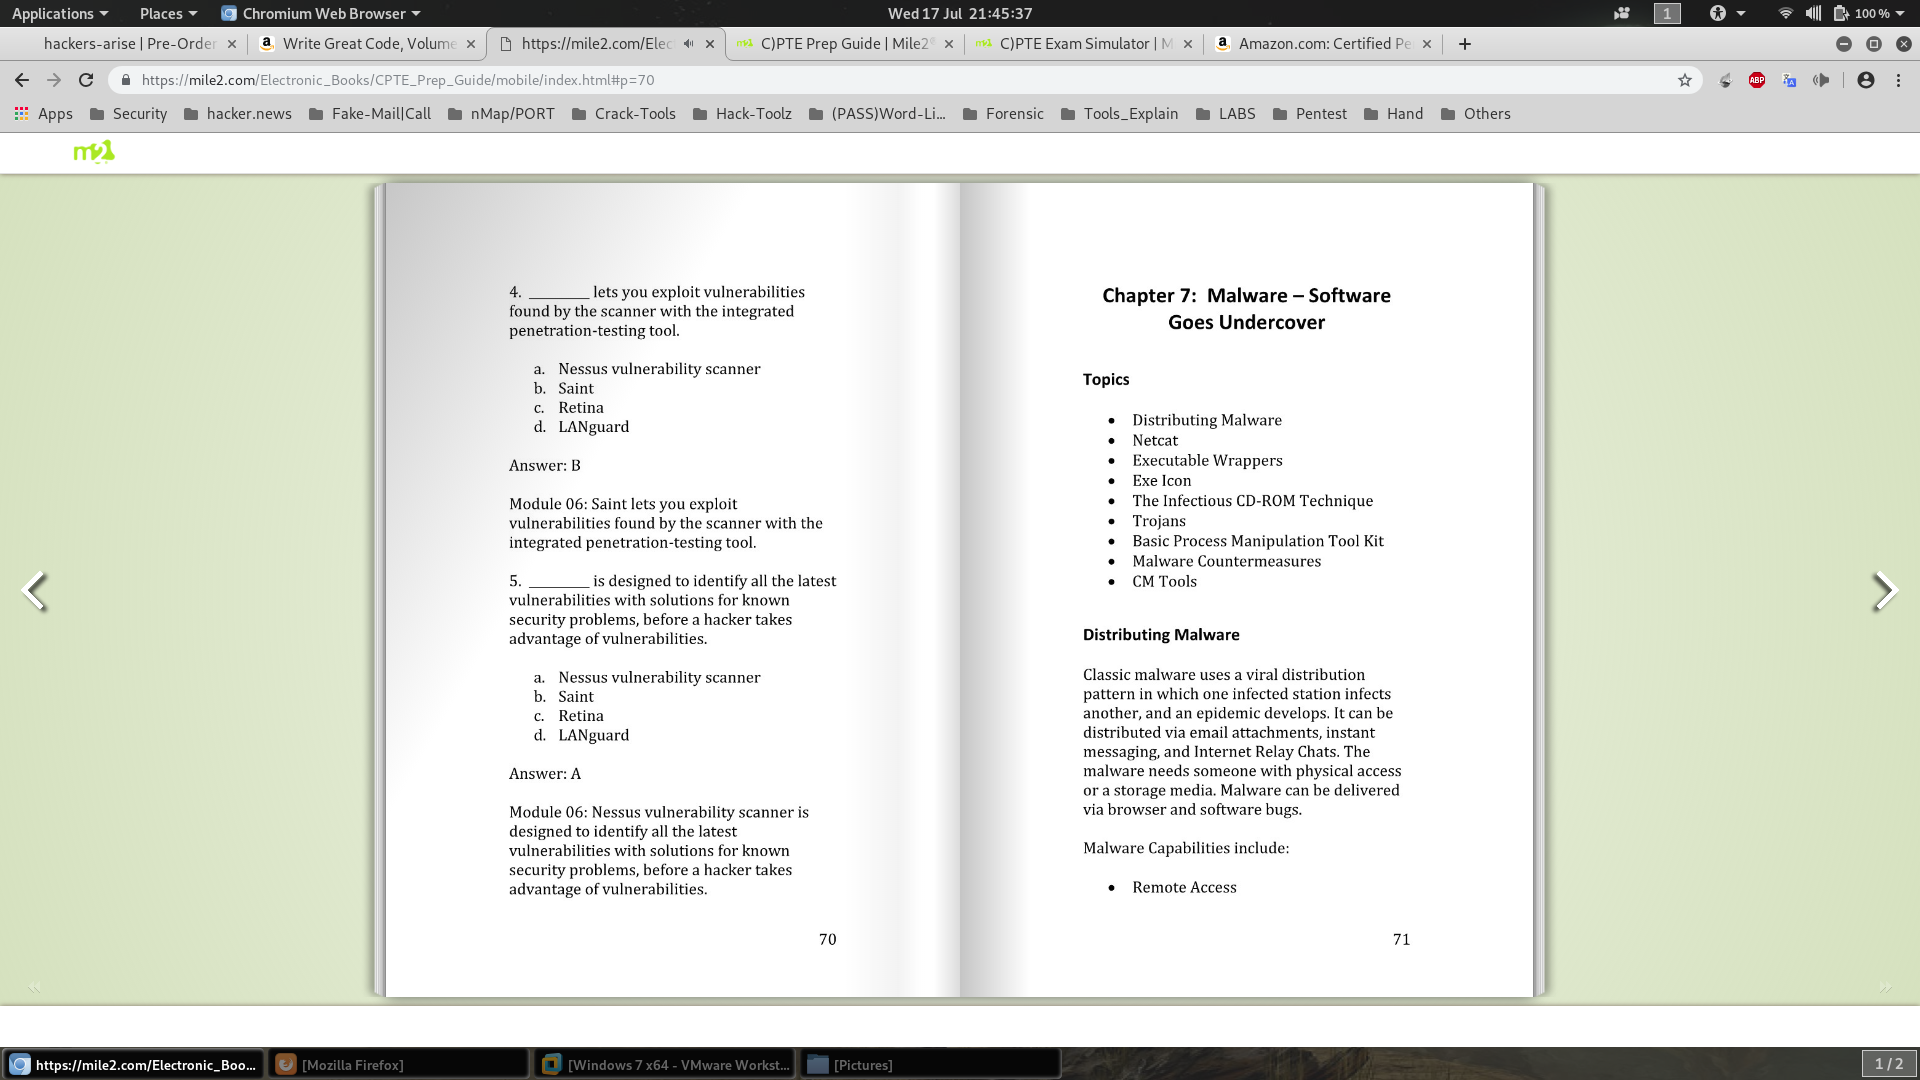 Applications Places Chromium Web Browser Wed 17 Jul 21:45:37 1 100 %
hackers-arise | Pre-Order Write Great Code, Volume https://mile2.com/Elec C)PTE Prep Guide | Mile2® C)PTE Exam Simulator | M Amazon.com: Certified Pe
https://mile2.com/Electronic_Books/CPTE_Prep_Guide/mobile/index.html#p=70 ABP
Apps Security hacker.news Fake-Mail|Call nMap/PORT Crack-Tools Hack-Toolz (PASS)Word-Li... Forensic Tools_Explain LABS Pentest Hand Others
m2
4. ________ lets you exploit vulnerabilities
found by the scanner with the integrated
penetration-testing tool.
a. Nessus vulnerability scanner
b. Saint
c. Retina
d. LANguard
Answer: B
Module 06: Saint lets you exploit
vulnerabilities found by the scanner with the
integrated penetration-testing tool.
5. ________ is designed to identify all the latest
vulnerabilities with solutions for known
security problems, before a hacker takes
advantage of vulnerabilities.
a. Nessus vulnerability scanner
b. Saint
c. Retina
d. LANguard
Answer: A
Module 06: Nessus vulnerability scanner is
designed to identify all the latest
vulnerabilities with solutions for known
security problems, before a hacker takes
advantage of vulnerabilities.
70
Chapter 7: Malware – Software
Goes Undercover
Topics
• Distributing Malware
• Netcat
• Executable Wrappers
• Exe Icon
• The Infectious CD-ROM Technique
• Trojans
• Basic Process Manipulation Tool Kit
• Malware Countermeasures
• CM Tools
Distributing Malware
Classic malware uses a viral distribution
pattern in which one infected station infects
another, and an epidemic develops. It can be
distributed via email attachments, instant
messaging, and Internet Relay Chats. The
malware needs someone with physical access
or a storage media. Malware can be delivered
via browser and software bugs.
Malware Capabilities include:
• Remote Access
71
https://mile2.com/Electronic_Boo... [Mozilla Firefox] [Windows 7 x64 - VMware Workst... [Pictures] 1 / 2